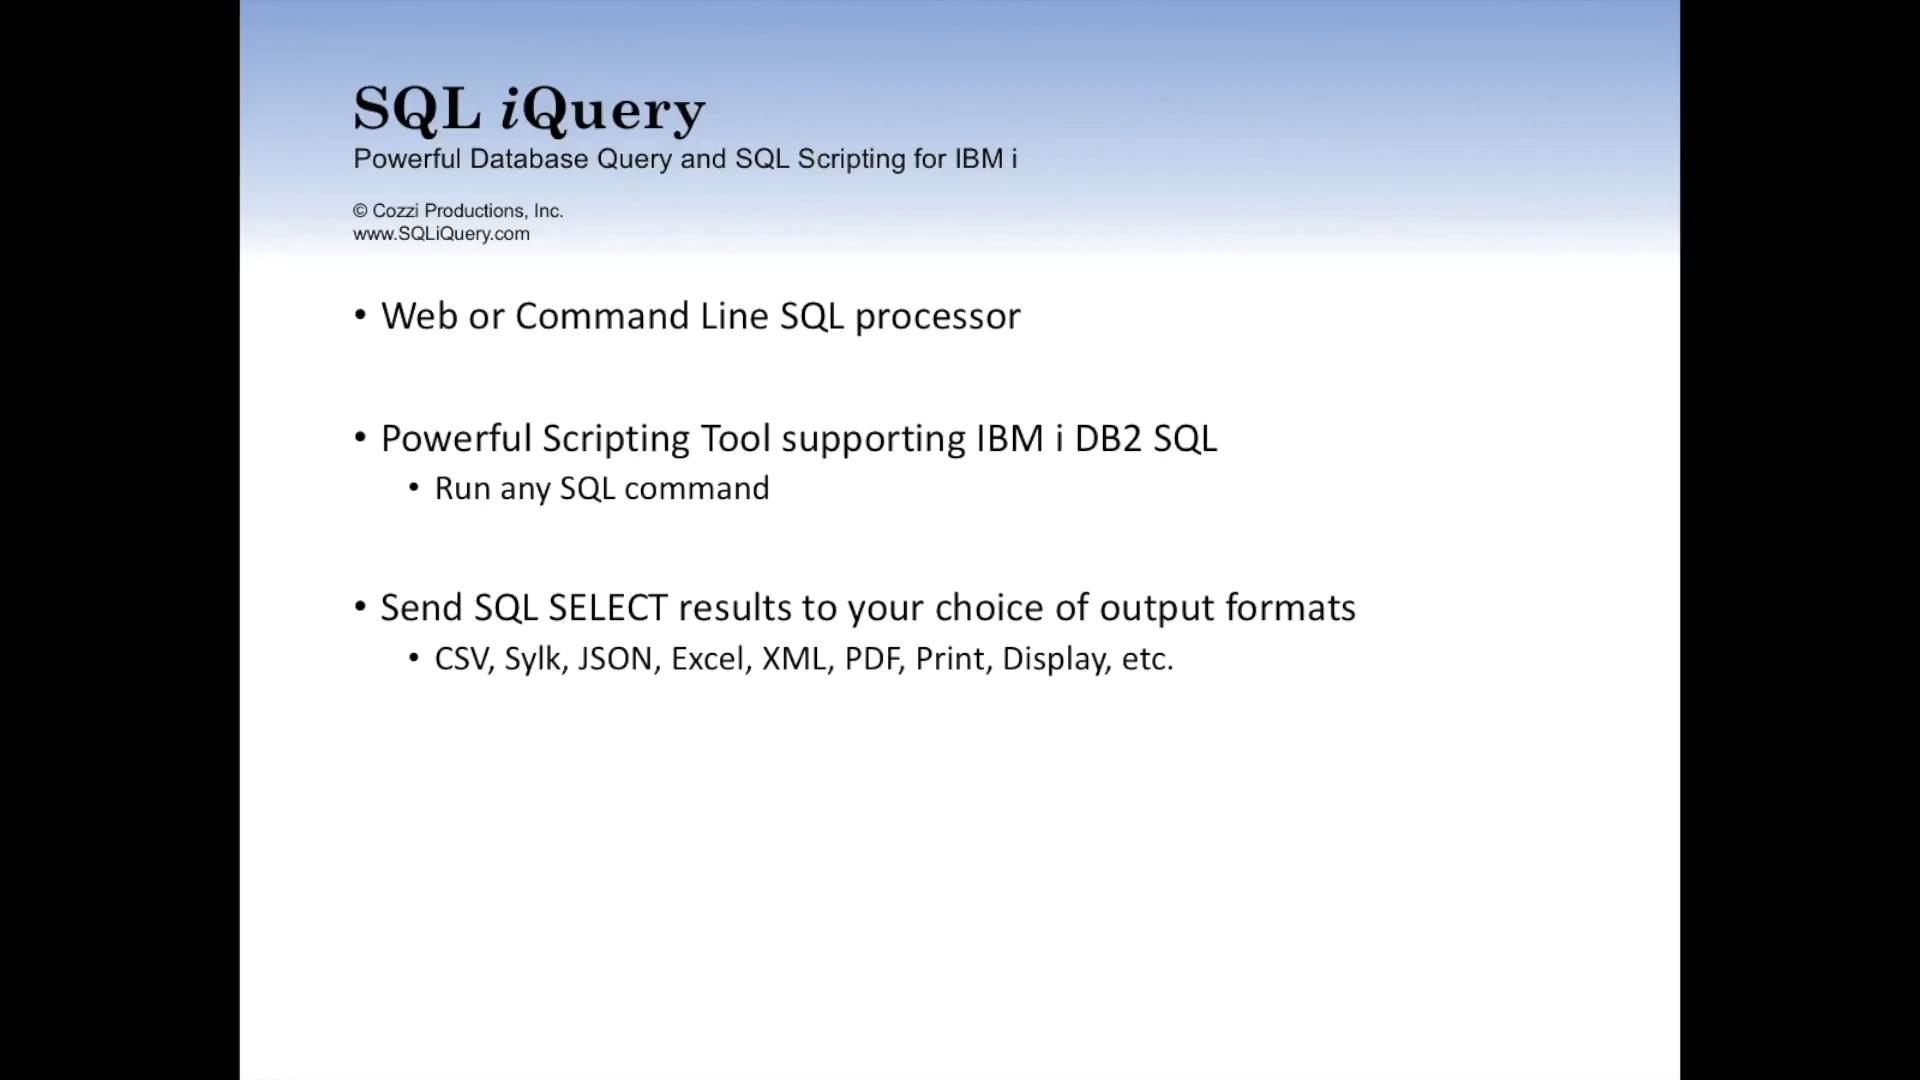 SQL iQuery
Powerful Database Query and SQL Scripting for IBM i
© Cozzi Productions, Inc.
www.SQLiQuery.com
• Web or Command Line SQL processor
• Powerful Scripting Tool supporting IBM i DB2 SQL
• Run any SQL command
• Send SQL SELECT results to your choice of output formats
• CSV, Sylk, JSON, Excel, XML, PDF, Print, Display, etc.